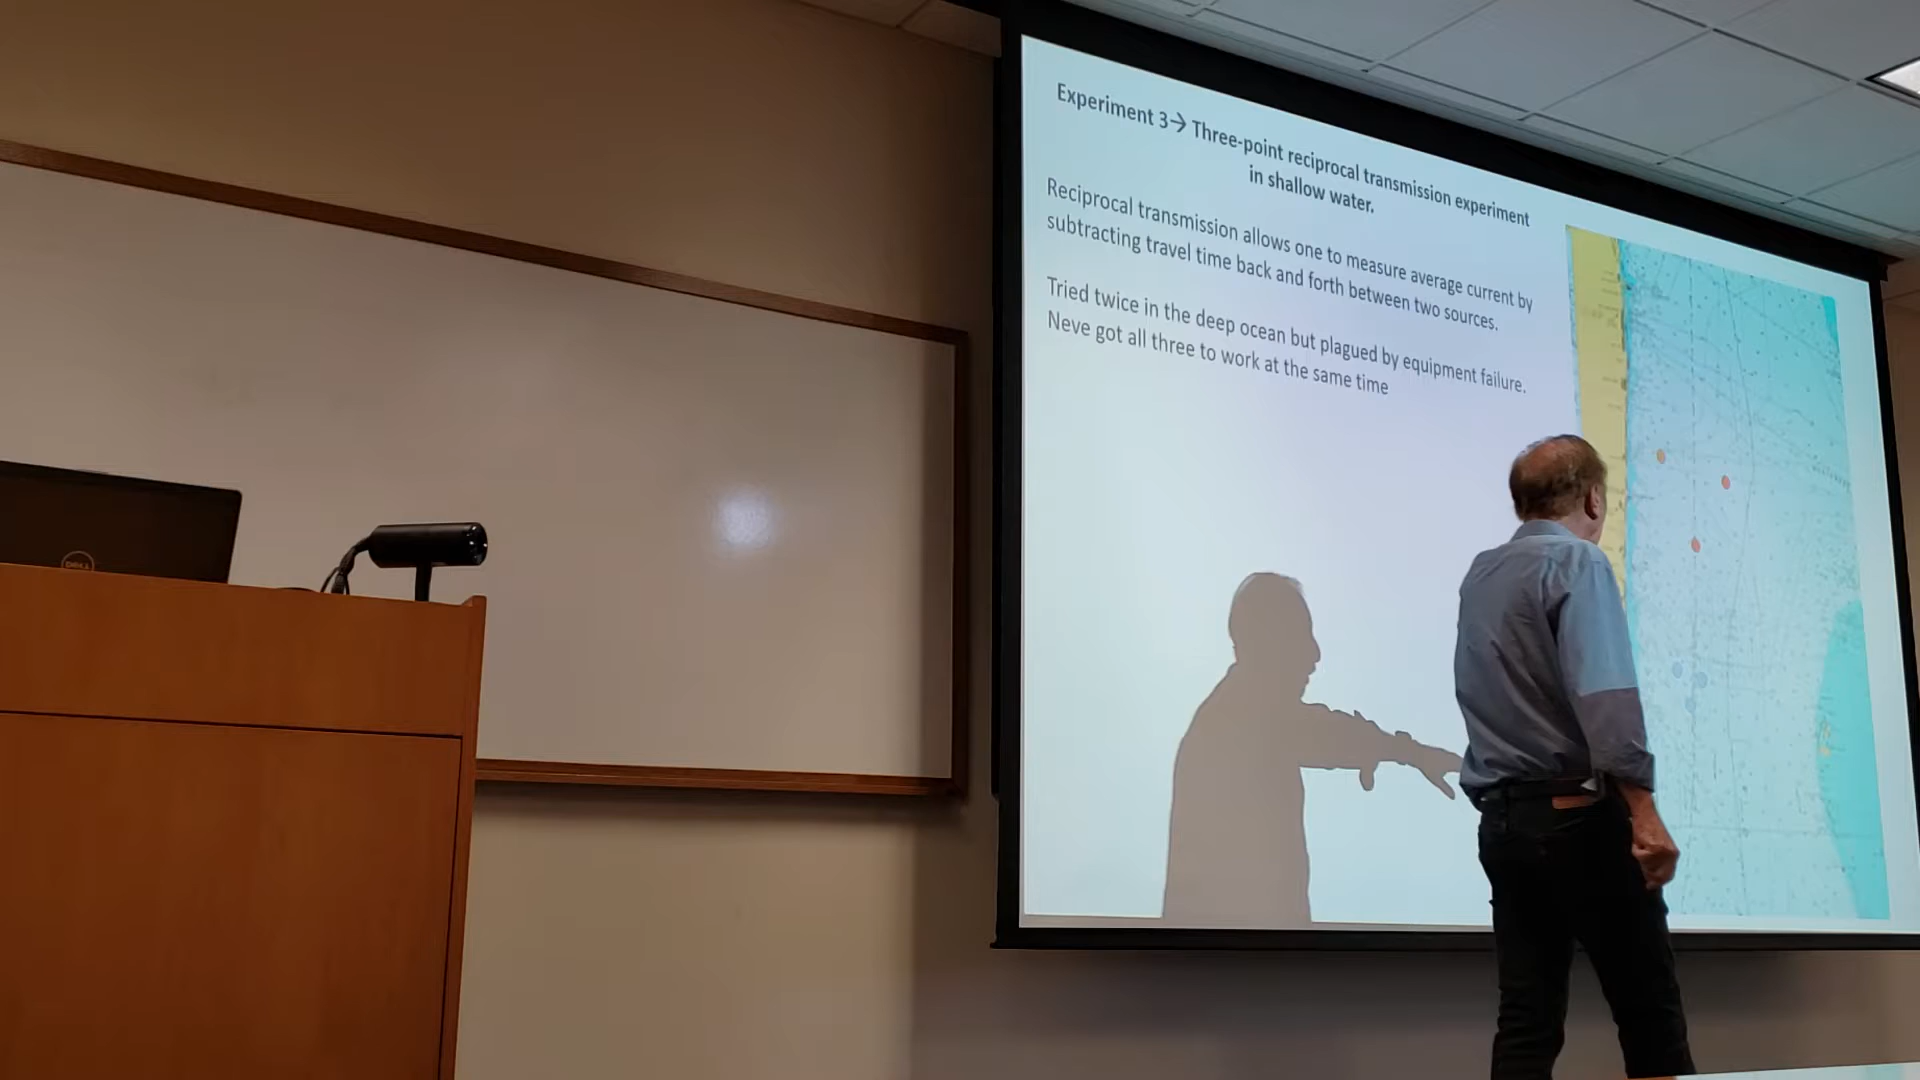 Experiment 3→ Three-point reciprocal transmission experiment
in shallow water.
Reciprocal transmission allows one to measure average current by
subtracting travel time back and forth between two sources.
Tried twice in the deep ocean but plagued by equipment failure.
Neve got all three to work at the same time
DELL